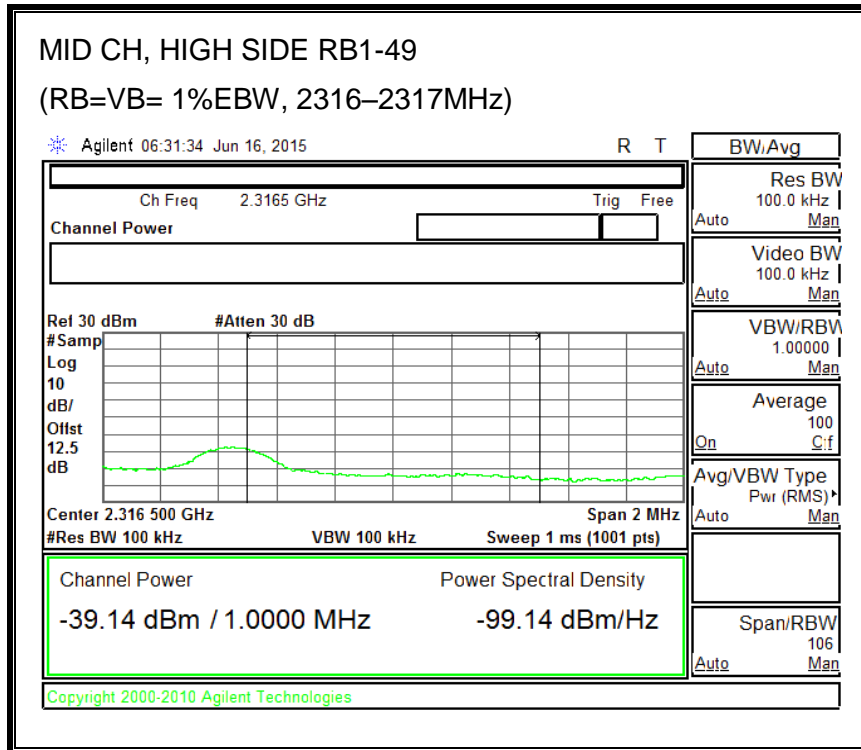 MID CH, HIGH SIDE RB1-49
(RB=VB= 1%EBW, 2316–2317MHz)
Agilent 06:31:34 Jun 16, 2015 R T
Ch Freq 2.3165 GHz Trig Free
Channel Power
Ref 30 dBm #Atten 30 dB
#Samp
Log
10
dB/
Offst
12.5
dB
Center 2.316 500 GHz Span 2 MHz
#Res BW 100 kHz VBW 100 kHz Sweep 1 ms (1001 pts)
Channel Power Power Spectral Density
-39.14 dBm / 1.0000 MHz -99.14 dBm/Hz
Copyright 2000-2010 Agilent Technologies
BW/Avg
Res BW
100.0 kHz
Auto Man
Video BW
100.0 kHz
Auto Man
VBW/RBW
1.00000
Auto Man
Average
100
On
Avg/VBW Type
Pwr (RMS)
Auto Man
Span/RBW
106
Auto Man